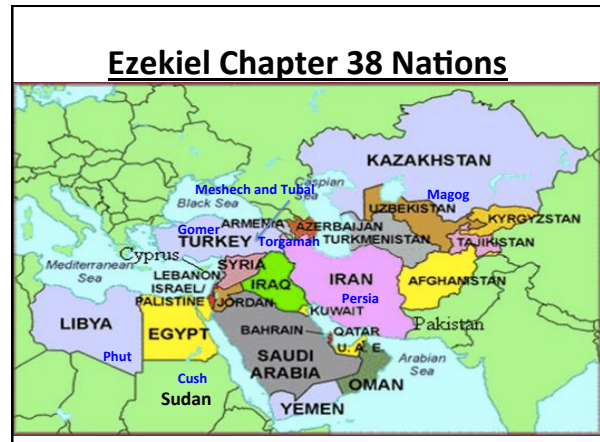 Ezekiel Chapter 38 Nations
KAZAKHSTAN
Meshech and Tubal
Caspian
Sea
Black Sea
Magog
UZBEKISTAN
KYRGYZSTAN
Gomer
ARMENIA
AZERBAIJAN
TURKEY
Torgamah
TURKMENISTAN
TAJIKISTAN
Cyprus
Mediterranean
Sea
SYRIA
LEBANON
ISRAEL/
PALISTINE
IRAQ
IRAN
AFGHANISTAN
JORDAN
Persia
KUWAIT
LIBYA
EGYPT
BAHRAIN
QATAR
Pakistan
U. A. E.
Phut
SAUDI
ARABIA
Arabian
Sea
Cush
OMAN
Sudan
YEMEN